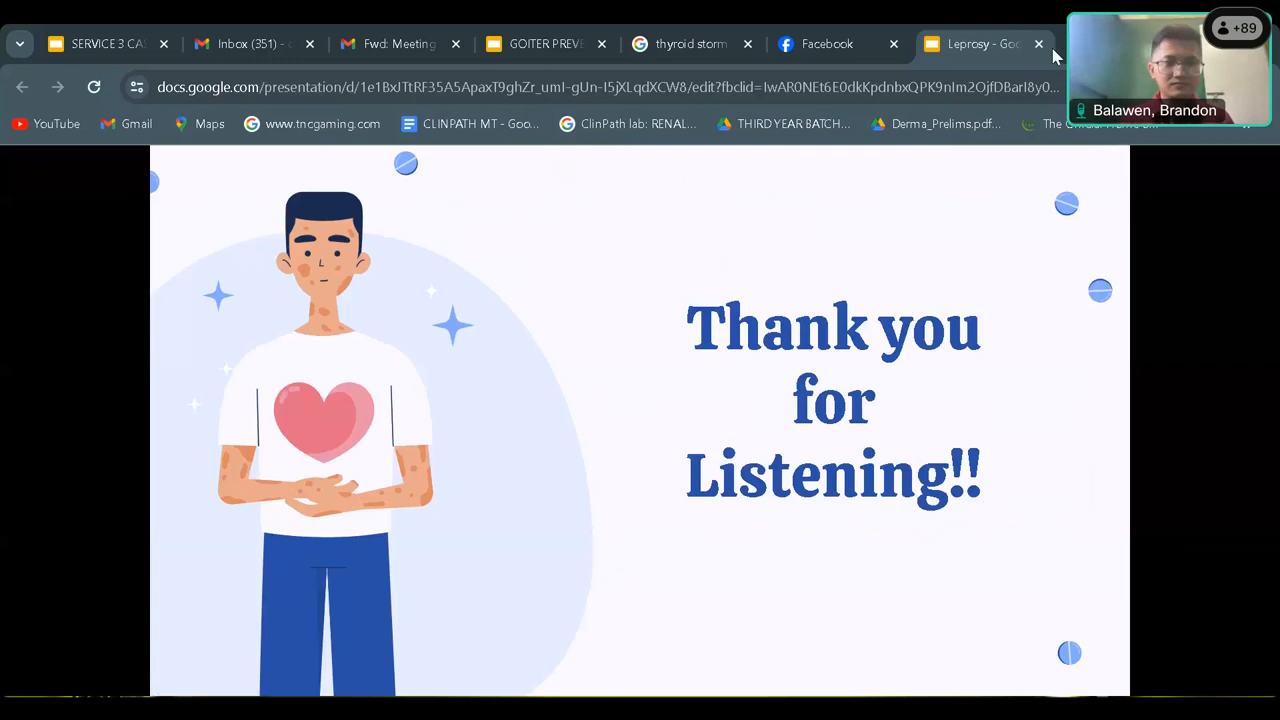 SERVICE 3 CA
Inbox (351) - c
Fwd: Meeting
GOITER PREVE
thyroid storm
Facebook
Leprosy - Goo
+89
docs.google.com/presentation/d/1e1BxJTtRF35A5ApaxT9ghZr_umI-gUn-I5jXLqdXCW8/edit?fbclid=IwAR0NEt6E0dkKpdnbxQPK9nIm2OjfDBarI8y0...
Balawen, Brandon
YouTube
Gmail
Maps
www.tncgaming.com
CLINPATH MT - Goo...
ClinPath lab: RENAL...
THIRD YEAR BATCH...
Derma_Prelims.pdf...
Thank you
for
Listening!!